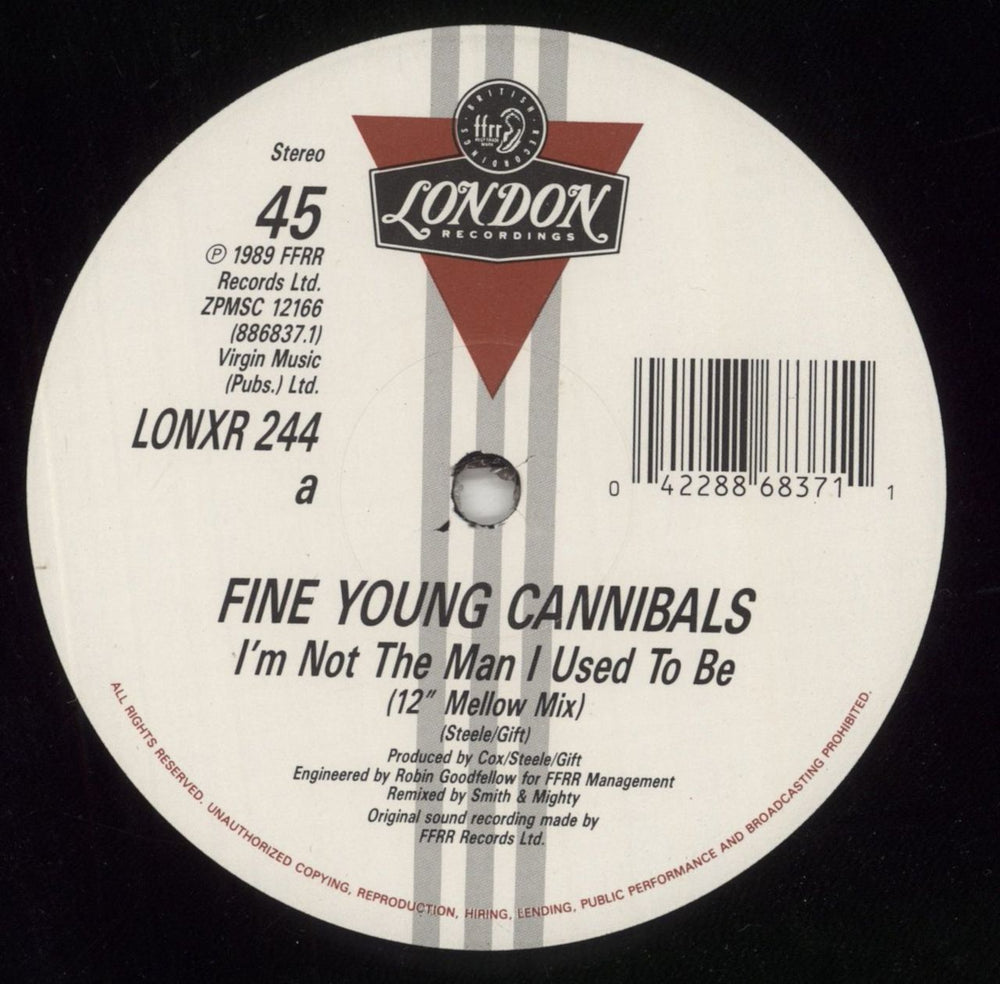 BRITISH RECORDINGS
ffrr
LONDON
RECORDINGS
Stereo
45
℗ 1989 FFRR
Records Ltd.
ZPMSC 12166
(886837.1)
Virgin Music
(Pubs.) Ltd.
LONXR 244
a
0 42288 68371 1
FINE YOUNG CANNIBALS
I'm Not The Man I Used To Be
(12" Mellow Mix)
(Steele/Gift)
Produced by Cox/Steele/Gift
Engineered by Robin Goodfellow for FFRR Management
Remixed by Smith & Mighty
Original sound recording made by
FFRR Records Ltd.
ALL RIGHTS RESERVED. UNAUTHORIZED COPYING, REPRODUCTION, HIRING, LENDING, PUBLIC PERFORMANCE AND BROADCASTING PROHIBITED.